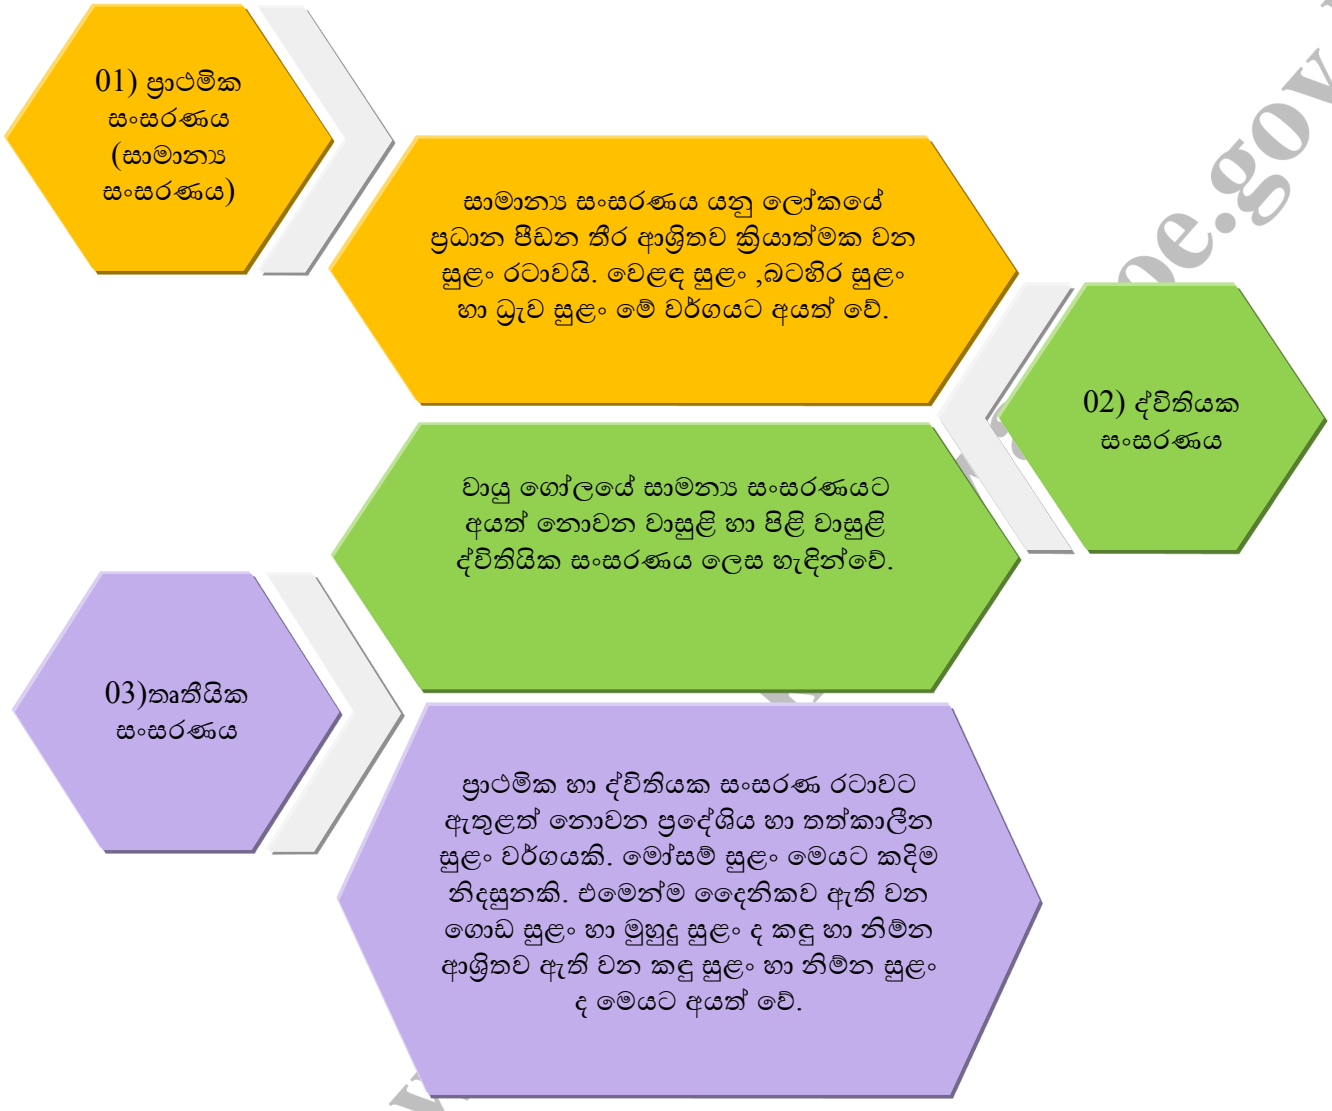 01) ප්‍රාථමික
සංසරණය
(සාමාන්‍ය
සංසරණය)
සාමාන්‍ය සංසරණය යනු ලෝකයේ
ප්‍රධාන පීඩන තීර ආශ්‍රිතව ක්‍රියාත්මක වන
සුළං රටාවයි. වෙළඳ සුළං ,බටහිර සුළං
හා ධ්‍රැව සුළං මේ වර්ගයට අයත් වේ.
02) ද්විතියක
සංසරණය
වායු ගෝලයේ සාමන්‍ය සංසරණයට
අයත් නොවන වාසුළි හා පිළි වාසුළි
ද්විතියික සංසරණය ලෙස හැඳින්වේ.
03)තෘතීයික
සංසරණය
ප්‍රාථමික හා ද්විතියක සංසරණ රටාවට
ඇතුළත් නොවන ප්‍රදේශිය හා තත්කාලීන
සුළං වර්ගයකි. මෝසම් සුළං මෙයට කදිම
නිදසුනකි. එමෙන්ම දෛනිකව ඇති වන
ගොඩ සුළං හා මුහුදු සුළං ද කඳු හා නිම්න
ආශ්‍රිතව ඇති වන කඳු සුළං හා නිම්න සුළං
ද මෙයට අයත් වේ.
oe.gov.